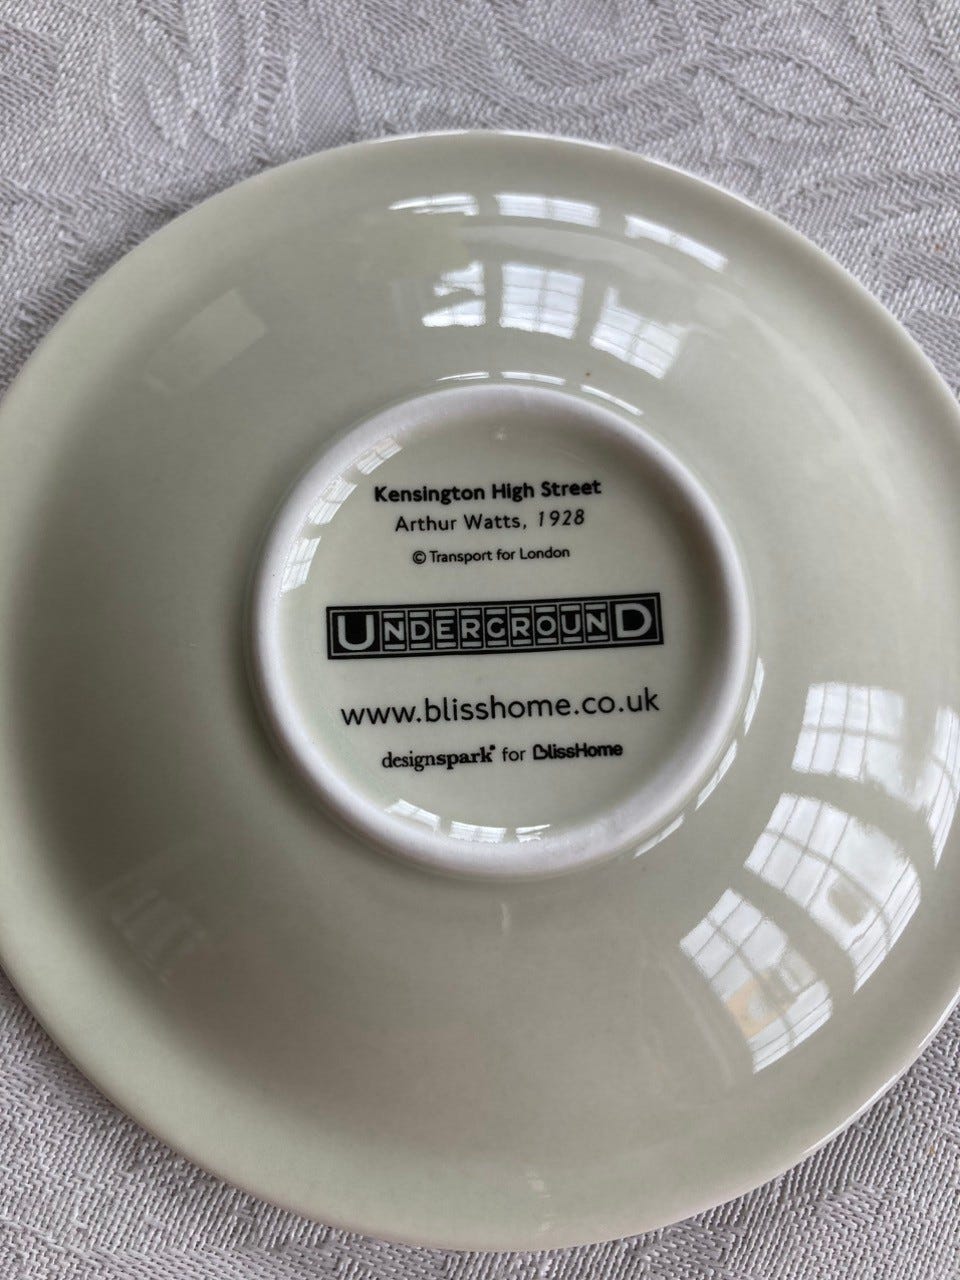 Kensington High Street
Arthur Watts, 1928
© Transport for London
UNDERGROUND
www.blisshome.co.uk
designspark for BlissHome